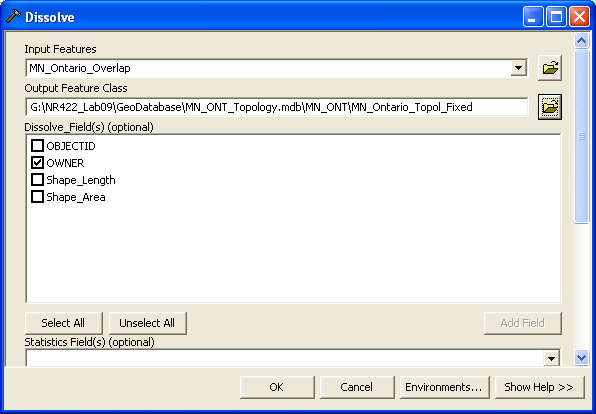 Dissolve
Input Features
MN_Ontario_Overlap
Output Feature Class
G:\NR422_Lab09\GeoDatabase\MN_ONT_Topology.mdb\MN_ONT\MN_Ontario_Topol_Fixed
Dissolve_Field(s) (optional)
OBJECTID
OWNER
Shape_Length
Shape_Area
Select All Unselect All Add Field
Statistics Field(s) (optional)
OK Cancel Environments... Show Help >>